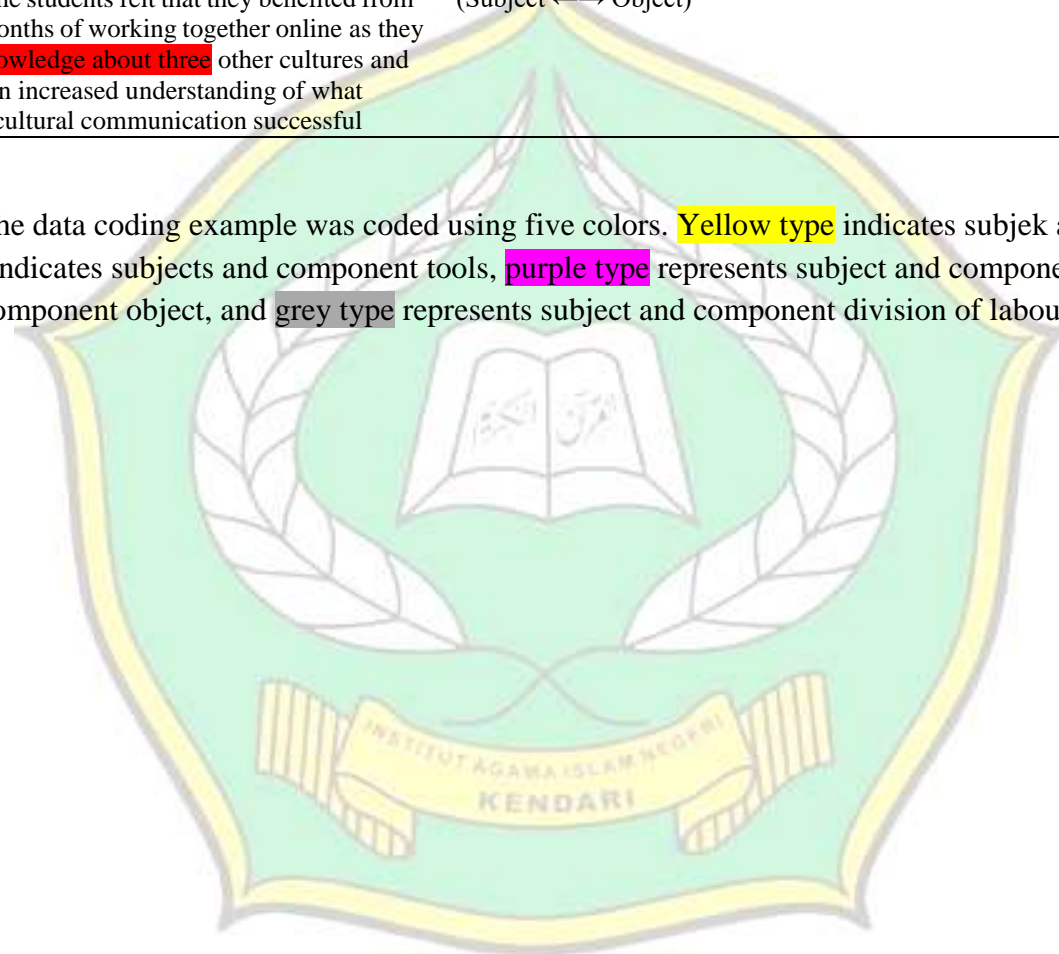 he students felt that they benefited from (Subject ←→ Object)
onths of working together online as they
owledge about three other cultures and
n increased understanding of what
cultural communication successful
ne data coding example was coded using five colors. Yellow type indicates subjek a
ndicates subjects and component tools, purple type represents subject and compone
omponent object, and grey type represents subject and component division of labou
INSTITUT AGAMA ISLAM NEGERI
KENDARI